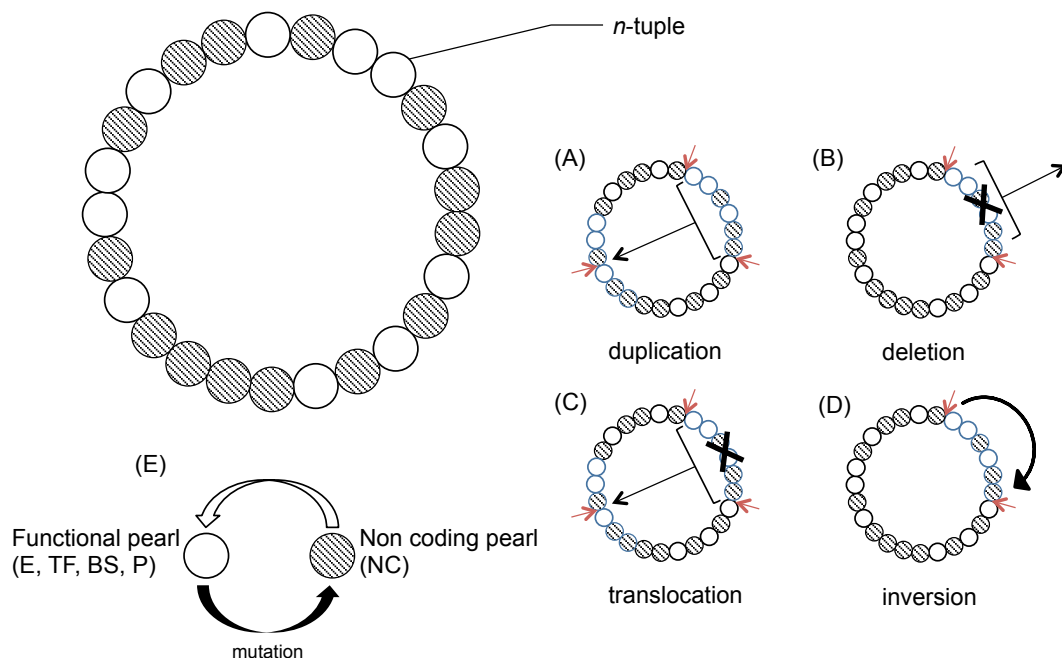 n-tuple
(A)
(B)
duplication
deletion
(C)
(D)
translocation
inversion
(E)
Functional pearl
(E, TF, BS, P)
Non coding pearl
(NC)
mutation